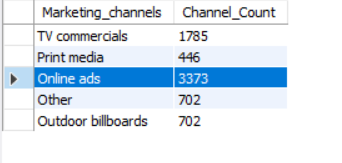 Marketing_channels Channel_Count
TV commercials 1785
Print media 446
Online ads 3373
Other 702
Outdoor billboards 702